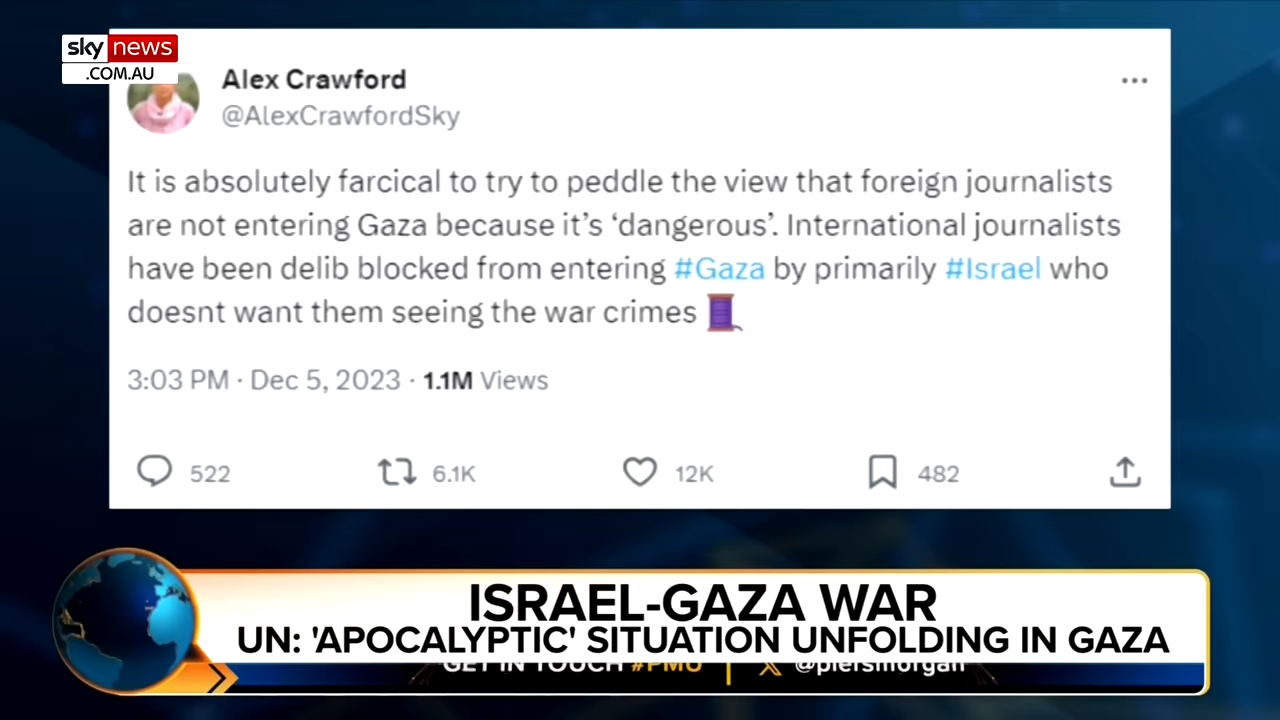 sky news
.COM.AU
Alex Crawford
@AlexCrawfordSky
It is absolutely farcical to try to peddle the view that foreign journalists
are not entering Gaza because it’s ‘dangerous’. International journalists
have been delib blocked from entering #Gaza by primarily #Israel who
doesnt want them seeing the war crimes
3:03 PM · Dec 5, 2023 · 1.1M Views
522 6.1K 12K 482
ISRAEL-GAZA WAR
UN: 'APOCALYPTIC' SITUATION UNFOLDING IN GAZA
GET IN TOUCH #PMU | X @piersmorgan